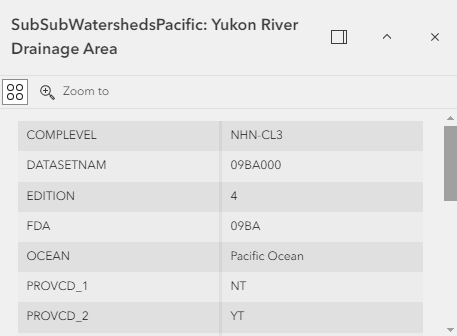 SubSubWatershedsPacific: Yukon River
Drainage Area
Zoom to
COMPLEVEL NHN-CL3
DATASETNAM 09BA000
EDITION 4
FDA 09BA
OCEAN Pacific Ocean
PROVCD_1 NT
PROVCD_2 YT